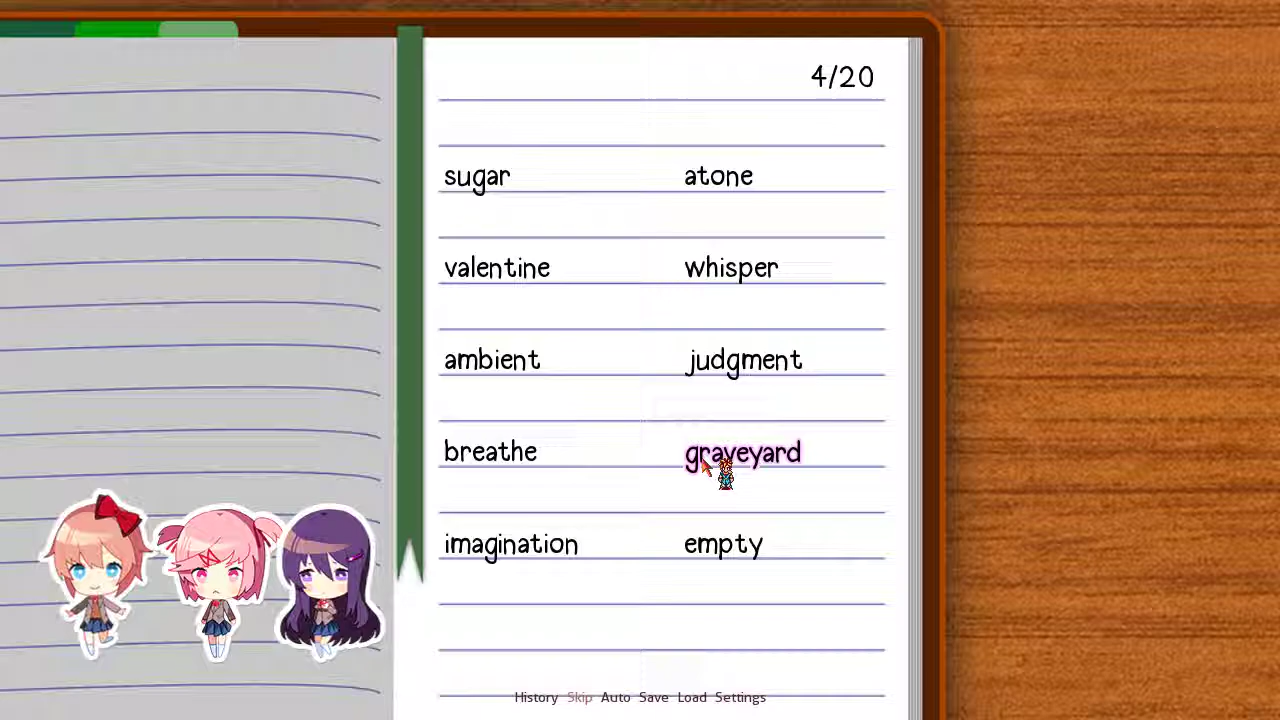 4/20
sugar atone
valentine whisper
ambient judgment
breathe graveyard
imagination empty
History Skip Auto Save Load Settings